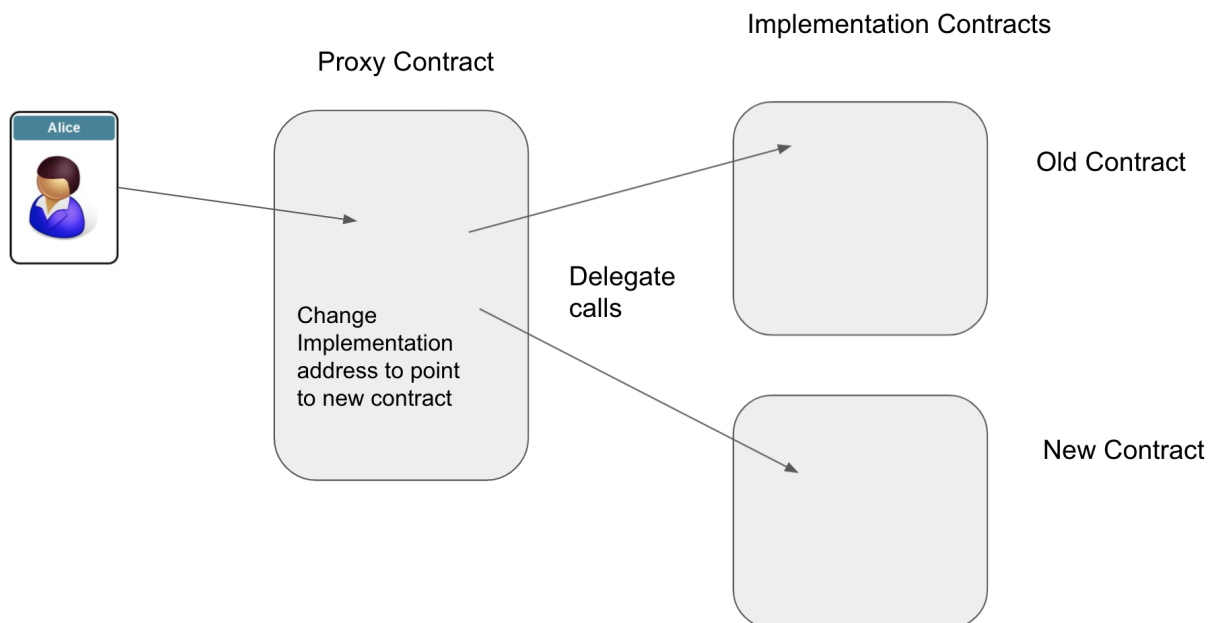 Implementation Contracts
Proxy Contract
Alice
Old Contract
Delegate
calls
Change
Implementation
address to point
to new contract
New Contract